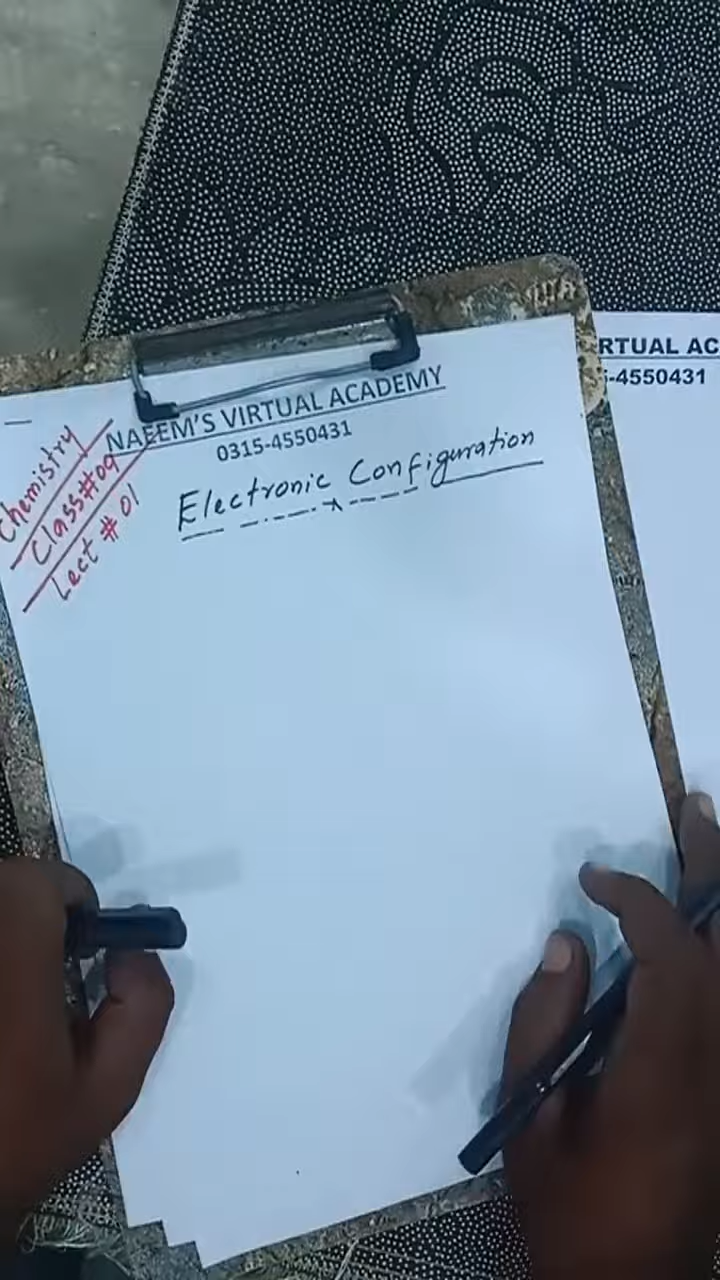 NAEEM'S VIRTUAL ACADEMY
0315-4550431
Chemistry
Class#09
Lect # 01
Electronic Configuration
RTUAL AC
-4550431